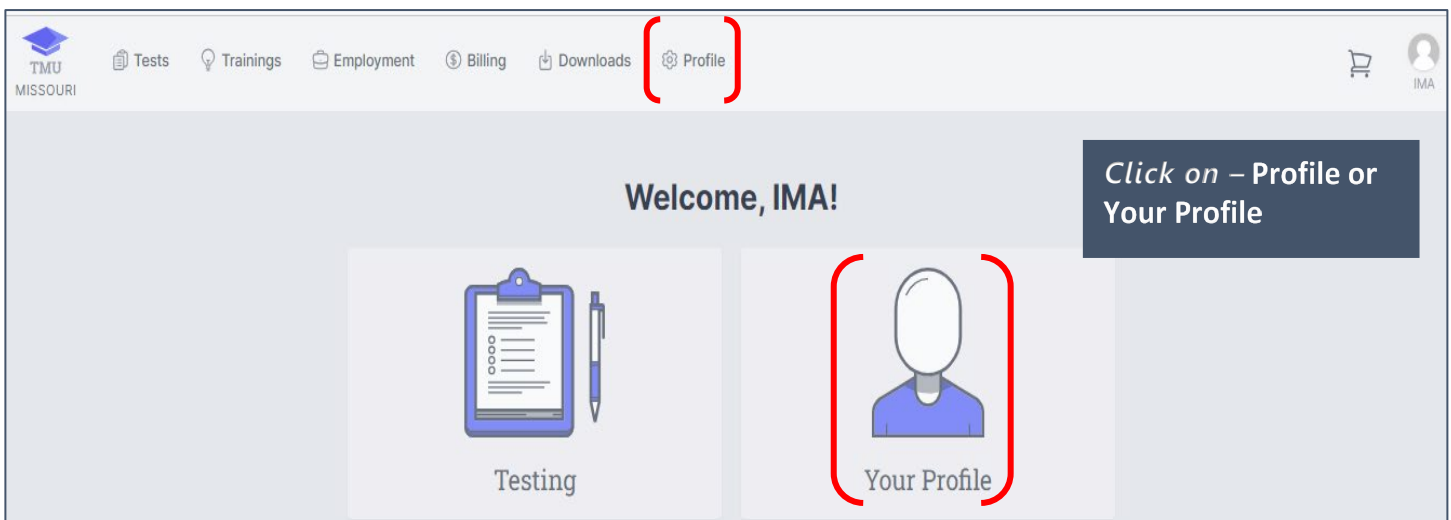 TMU
MISSOURI
Tests
Trainings
Employment
Billing
Downloads
Profile
IMA
Click on – Profile or
Your Profile
Welcome, IMA!
Testing
Your Profile